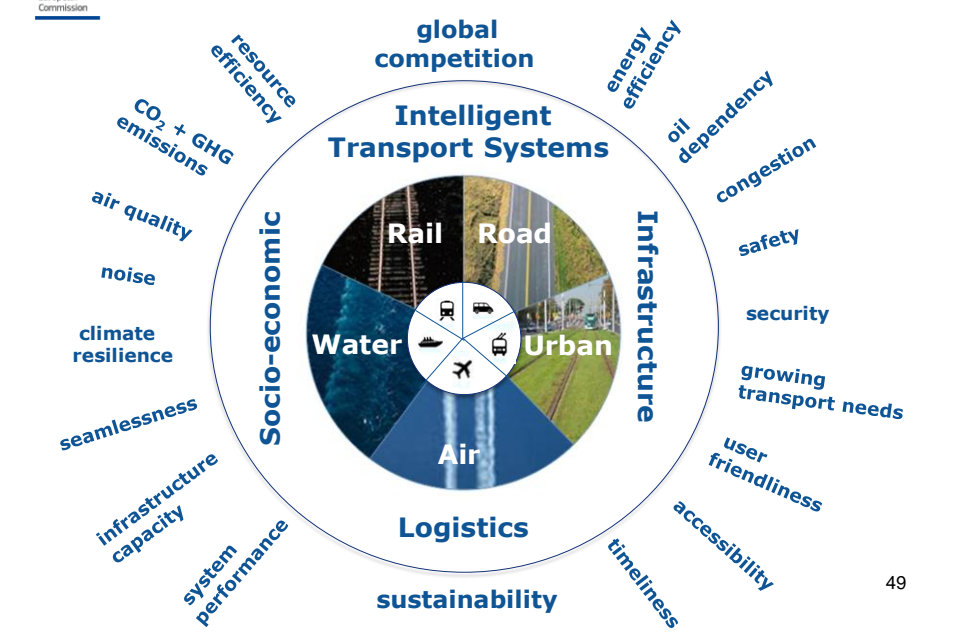 Commission
global
competition
energy
efficiency
oil
dependency
congestion
safety
security
growing
transport needs
user
friendliness
accessibility
timeliness
sustainability
system
performance
infrastructure
capacity
seamlessness
climate
resilience
noise
air quality
CO₂ + GHG
emissions
resource
efficiency
Intelligent
Transport Systems
Infrastructure
Logistics
Socio-economic
Rail
Road
Urban
Air
Water
49